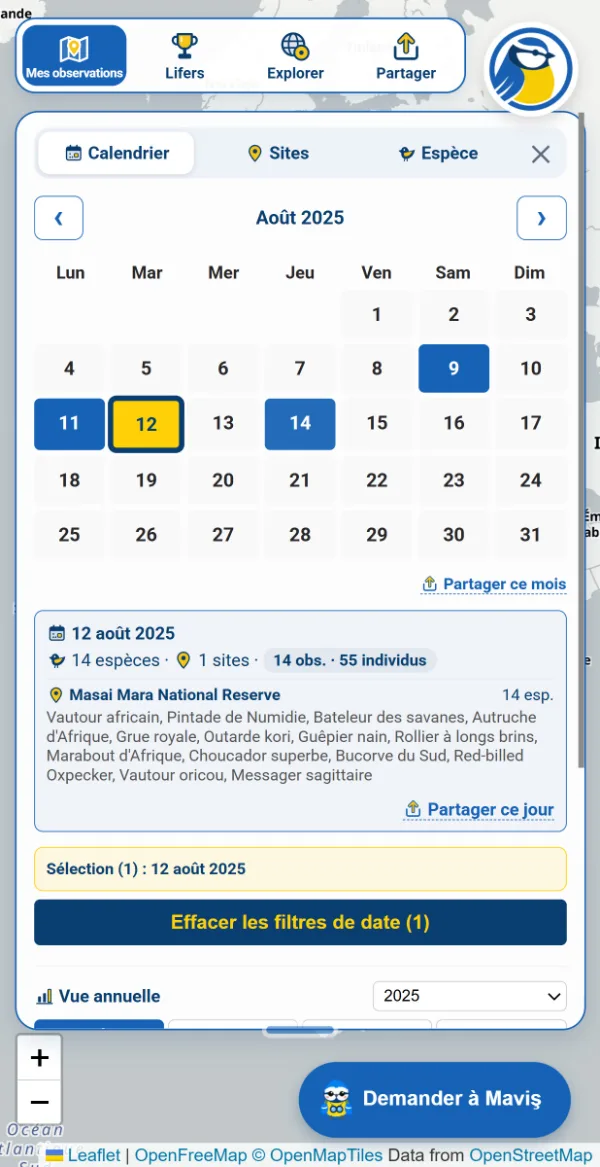 ande
Mes observations
Lifers
Explorer
Partager
Calendrier
Sites
Espèce
Août 2025
Lun Mar Mer Jeu Ven Sam Dim
1 2 3
4 5 6 7 8 9 10
11 12 13 14 15 16 17
18 19 20 21 22 23 24
25 26 27 28 29 30 31
Partager ce mois
12 août 2025
14 espèces · 1 sites · 14 obs. · 55 individus
Masai Mara National Reserve 14 esp.
Vautour africain, Pintade de Numidie, Bateleur des savanes, Autruche
d'Afrique, Grue royale, Outarde kori, Guêpier nain, Rollier à longs brins,
Marabout d'Afrique, Choucador superbe, Bucorve du Sud, Red-billed
Oxpecker, Vautour oricou, Messager sagittaire
Partager ce jour
Sélection (1) : 12 août 2025
Effacer les filtres de date (1)
Vue annuelle 2025
+
−
Demander à Maviş
Océan
Leaflet | OpenFreeMap © OpenMapTiles Data from OpenStreetMap